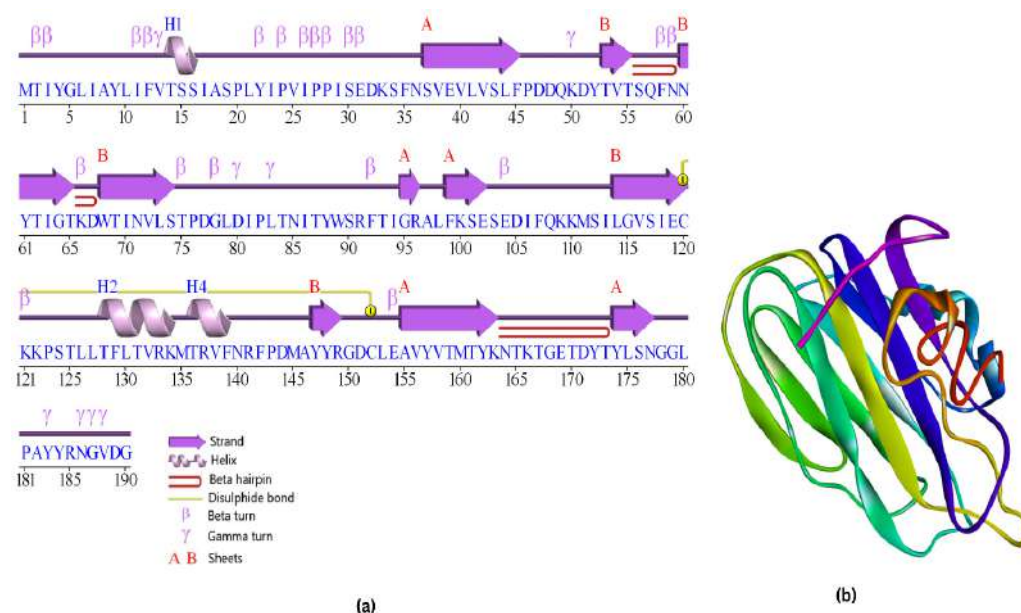 ββ ββγ H1 β β βββ ββ A γ B ββ B
MTIYGLIAYLIFVTSSIASPLYIPVIPPISEDKSFNSVEVLVSLFPDDQKDYTVTSQFNN
1 5 10 15 20 25 30 35 40 45 50 55 60
β B β β γ γ β A A β B
1
YTIGTKDWTINVLSTPDGLDIPLTNITYWSRFTIGRALFKSESEDIFQKKMSILGVSIEC
61 65 70 75 80 85 90 95 100 105 110 115 120
β H2 H4 B β A A
1
KKPSTLLTFLTVRKMTRVFNRFPDMAYYRGDCLEAVYVTMTYKNTKTGETDYTYLSNGGL
121 125 130 135 140 145 150 155 160 165 170 175 180
γ γγγ
PAYYRNGVDG
181 185 190
Strand
Helix
Beta hairpin
Disulphide bond
β Beta turn
γ Gamma turn
A B Sheets
(a)
(b)